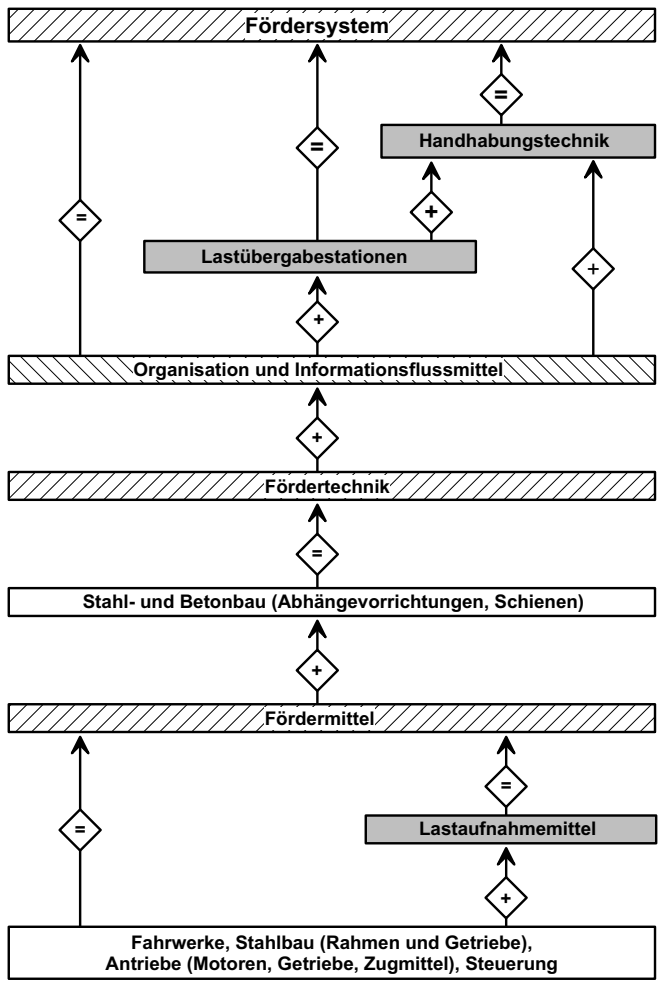 Fördersystem
=
=
=
Handhabungstechnik
=
+
Lastübergabestationen
+
+
Organisation und Informationsflussmittel
+
Fördertechnik
=
Stahl- und Betonbau (Abhängevorrichtungen, Schienen)
+
Fördermittel
=
=
Lastaufnahmemittel
+
Fahrwerke, Stahlbau (Rahmen und Getriebe),
Antriebe (Motoren, Getriebe, Zugmittel), Steuerung